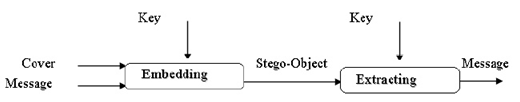 Key Key
Cover Stego-Object Message
Message Embedding Extracting